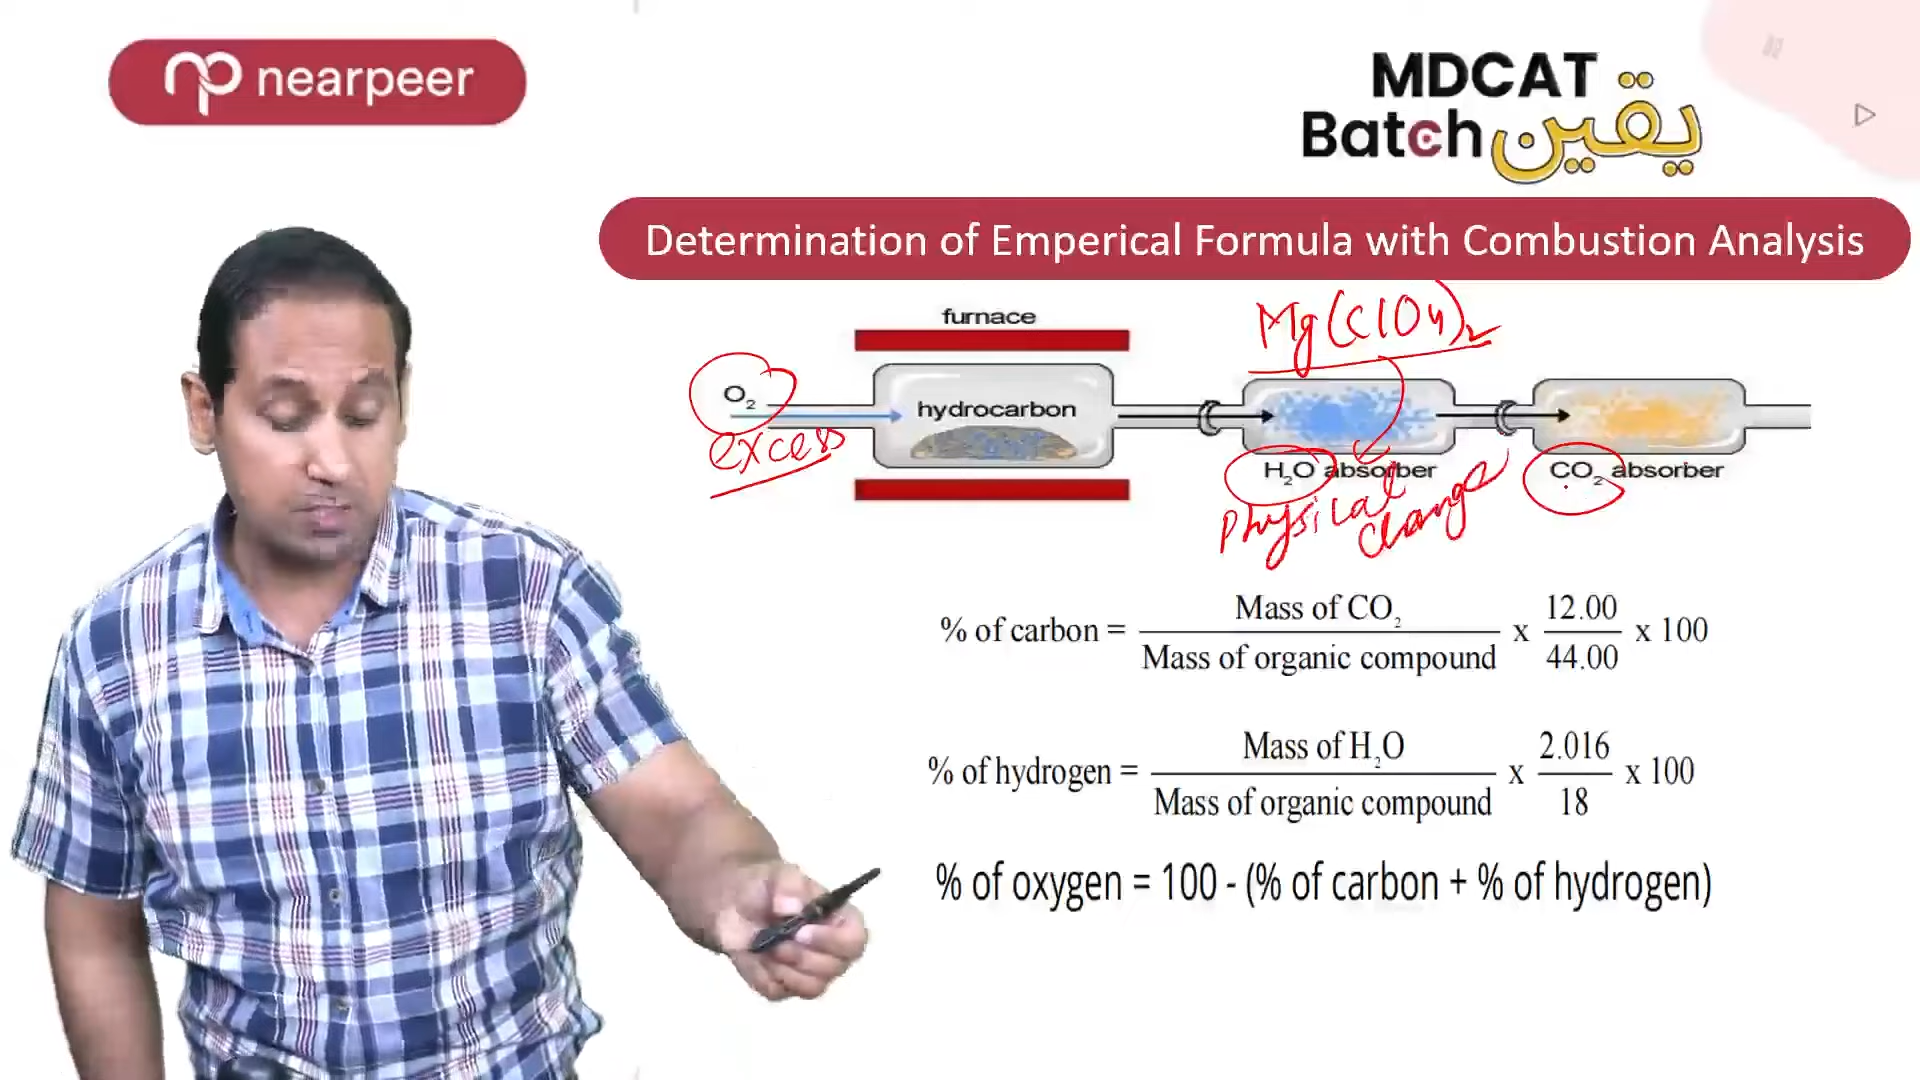 nearpeer
MDCAT
Batch يقين
Determination of Emperical Formula with Combustion Analysis
furnace
Mg(ClO4)2
O2
hydrocarbon
excess
H2O absorber
CO2 absorber
Physical
change
% of carbon = Mass of CO2 / Mass of organic compound x 12.00 / 44.00 x 100
% of hydrogen = Mass of H2O / Mass of organic compound x 2.016 / 18 x 100
% of oxygen = 100 - (% of carbon + % of hydrogen)